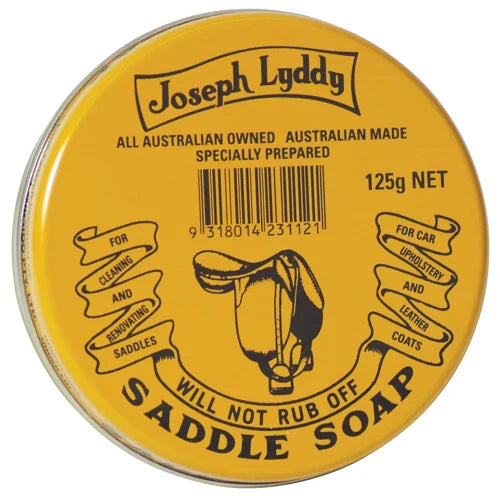 Joseph Lyddy
ALL AUSTRALIAN OWNED AUSTRALIAN MADE
SPECIALLY PREPARED
125g NET
9 318014 231121
FOR
CLEANING
AND
RENOVATING
SADDLES
FOR CAR
UPHOLSTERY
AND
LEATHER
COATS
WILL NOT RUB OFF
SADDLE SOAP